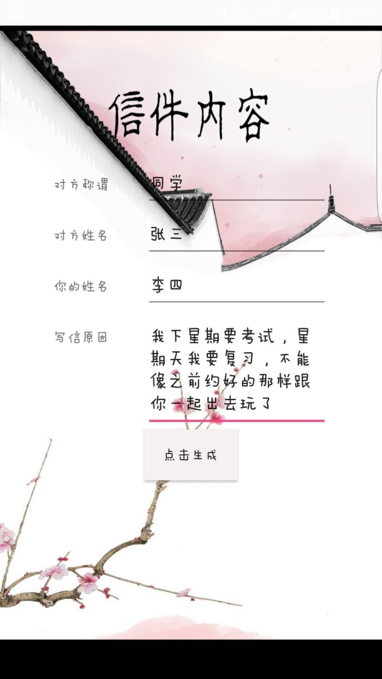 信件内容
对方称谓 同学
对方姓名 张三
你的姓名 李四
写信原因 我下星期要考试，星
期天我要复习，不能
像之前约好的那样跟
你一起出去玩了
点击生成